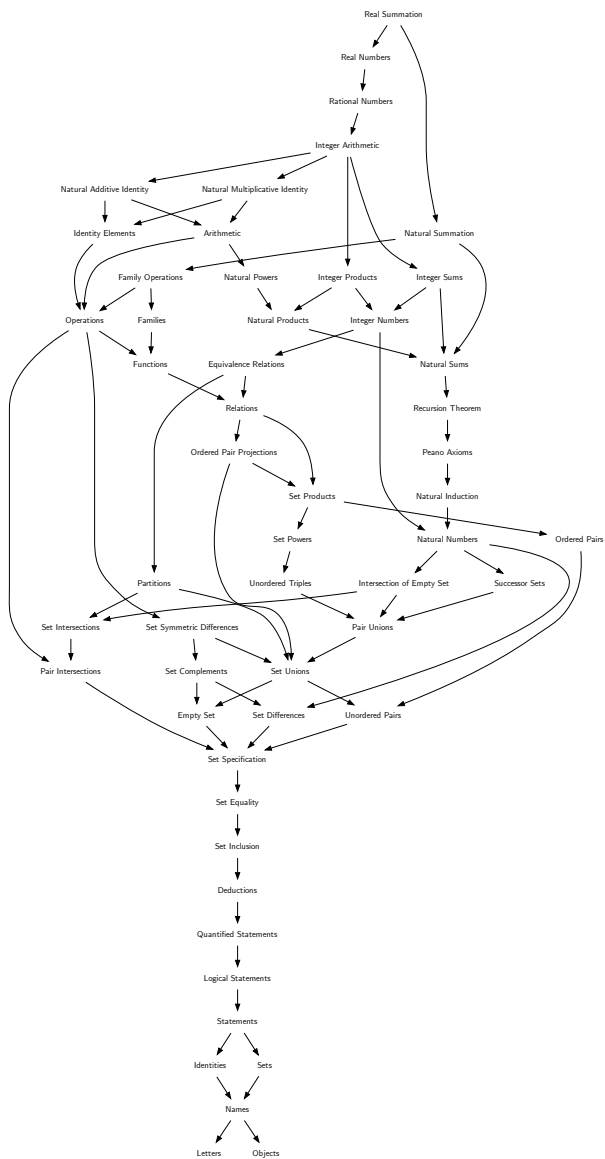 Real Summation
Real Numbers
Rational Numbers
Integer Arithmetic
Natural Additive Identity
Natural Multiplicative Identity
Identity Elements
Arithmetic
Natural Summation
Family Operations
Natural Powers
Integer Products
Integer Sums
Operations
Families
Natural Products
Integer Numbers
Functions
Equivalence Relations
Natural Sums
Relations
Recursion Theorem
Ordered Pair Projections
Peano Axioms
Set Products
Natural Induction
Set Powers
Natural Numbers
Ordered Pairs
Partitions
Unordered Triples
Intersection of Empty Set
Successor Sets
Set Intersections
Set Symmetric Differences
Pair Unions
Pair Intersections
Set Complements
Set Unions
Empty Set
Set Differences
Unordered Pairs
Set Specification
Set Equality
Set Inclusion
Deductions
Quantified Statements
Logical Statements
Statements
Identities
Sets
Names
Letters
Objects